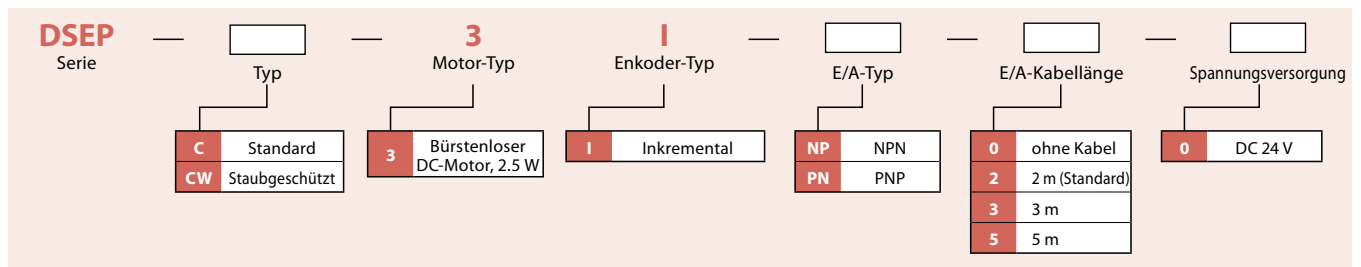 DSEP — — 3 I — — —
Serie Typ Motor-Typ Enkoder-Typ E/A-Typ E/A-Kabellänge Spannungsversorgung
C Standard
CW Staubgeschützt
3 Bürstenloser
DC-Motor, 2.5 W
I Inkremental
NP NPN
PN PNP
0 ohne Kabel
2 2 m (Standard)
3 3 m
5 5 m
0 DC 24 V